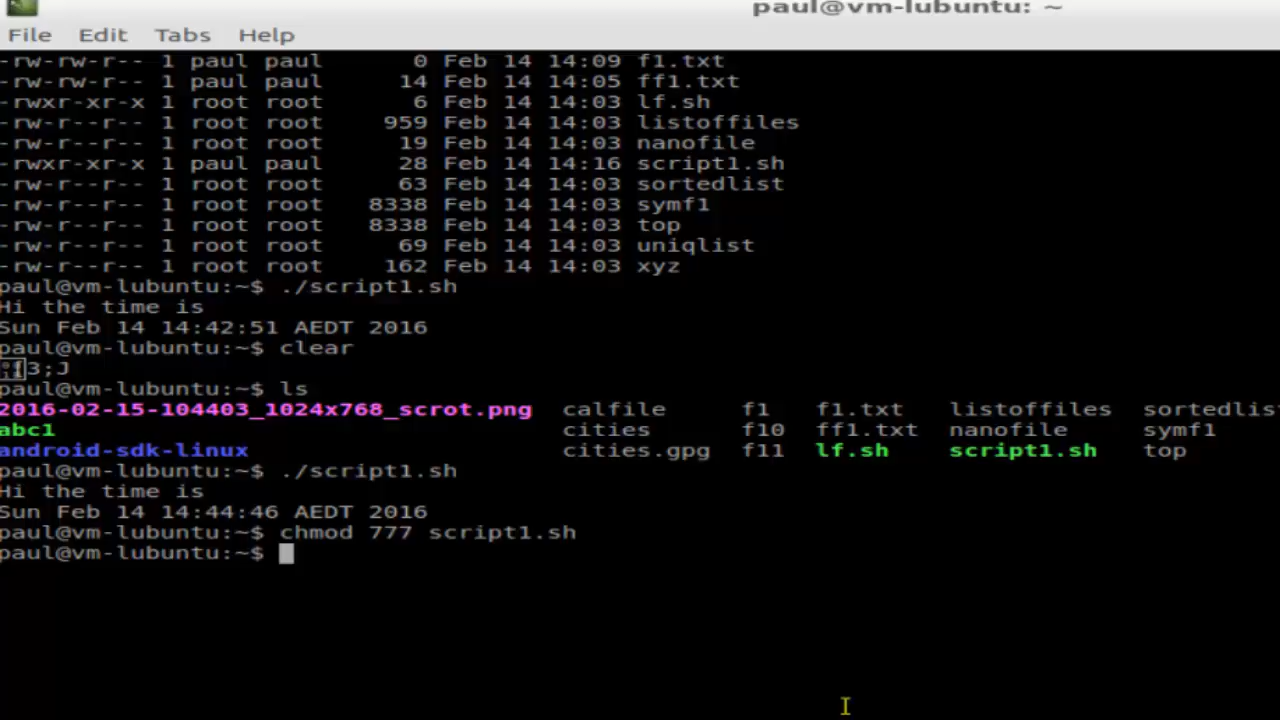 paul@vm-lubuntu: ~
File Edit Tabs Help
-rw-rw-r-- 1 paul paul 0 Feb 14 14:09 f1.txt
-rw-rw-r-- 1 paul paul 14 Feb 14 14:05 ff1.txt
-rwxr-xr-x 1 root root 6 Feb 14 14:03 lf.sh
-rw-r--r-- 1 root root 959 Feb 14 14:03 listoffiles
-rw-r--r-- 1 root root 19 Feb 14 14:03 nanofile
-rwxr-xr-x 1 paul paul 28 Feb 14 14:16 script1.sh
-rw-r--r-- 1 root root 63 Feb 14 14:03 sortedlist
-rw-r--r-- 1 root root 8338 Feb 14 14:03 symf1
-rw-r--r-- 1 root root 8338 Feb 14 14:03 top
-rw-r--r-- 1 root root 69 Feb 14 14:03 uniqlist
-rw-r--r-- 1 root root 162 Feb 14 14:03 xyz
paul@vm-lubuntu:~$ ./script1.sh
Hi the time is
Sun Feb 14 14:42:51 AEDT 2016
paul@vm-lubuntu:~$ clear
3;J
paul@vm-lubuntu:~$ ls
2016-02-15-104403_1024x768_scrot.png calfile f1 f1.txt listoffiles sortedlis
abc1 cities f10 ff1.txt nanofile symf1
android-sdk-linux cities.gpg f11 lf.sh script1.sh top
paul@vm-lubuntu:~$ ./script1.sh
Hi the time is
Sun Feb 14 14:44:46 AEDT 2016
paul@vm-lubuntu:~$ chmod 777 script1.sh
paul@vm-lubuntu:~$